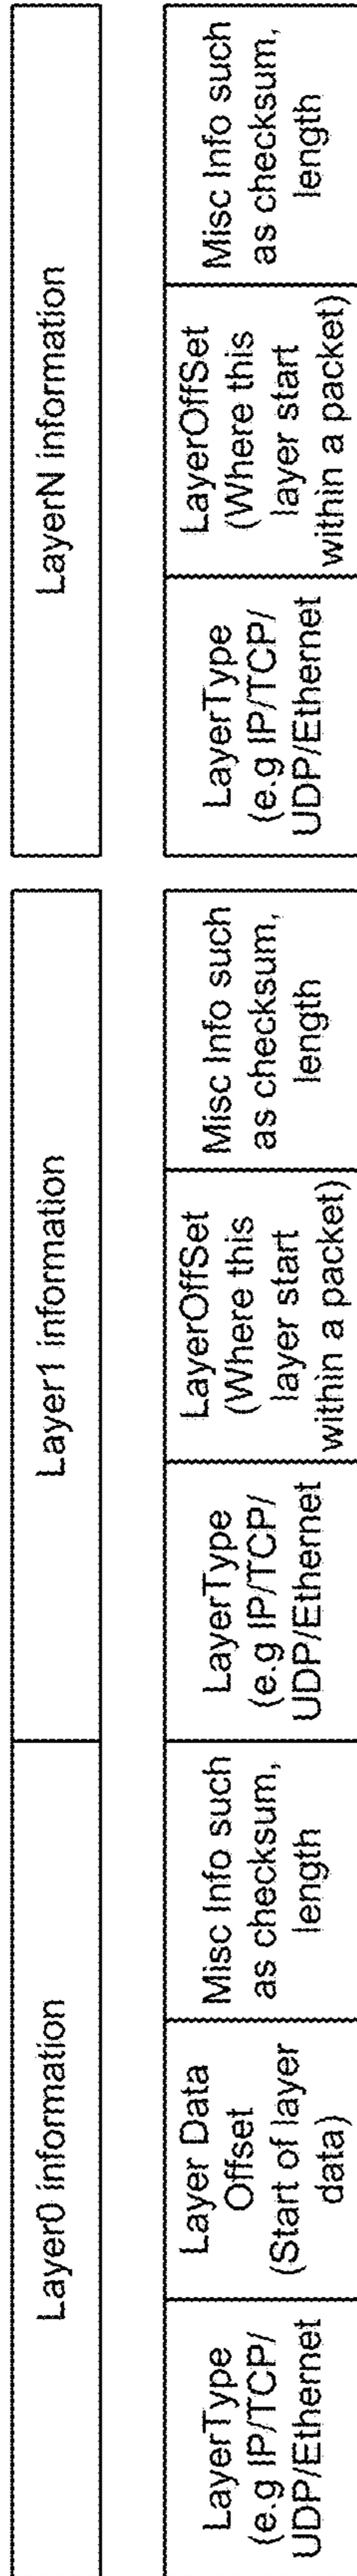 Layer0 information
Layer1 information
LayerN information
LayerType
(e.g IP/TCP/
UDP/Ethernet
Layer Data
Offset
(Start of layer
data)
Misc Info such
as checksum,
length
LayerType
(e.g IP/TCP/
UDP/Ethernet
LayerOffSet
(Where this
layer start
within a packet)
Misc Info such
as checksum,
length
LayerType
(e.g IP/TCP/
UDP/Ethernet
LayerOffSet
(Where this
layer start
within a packet)
Misc Info such
as checksum,
length